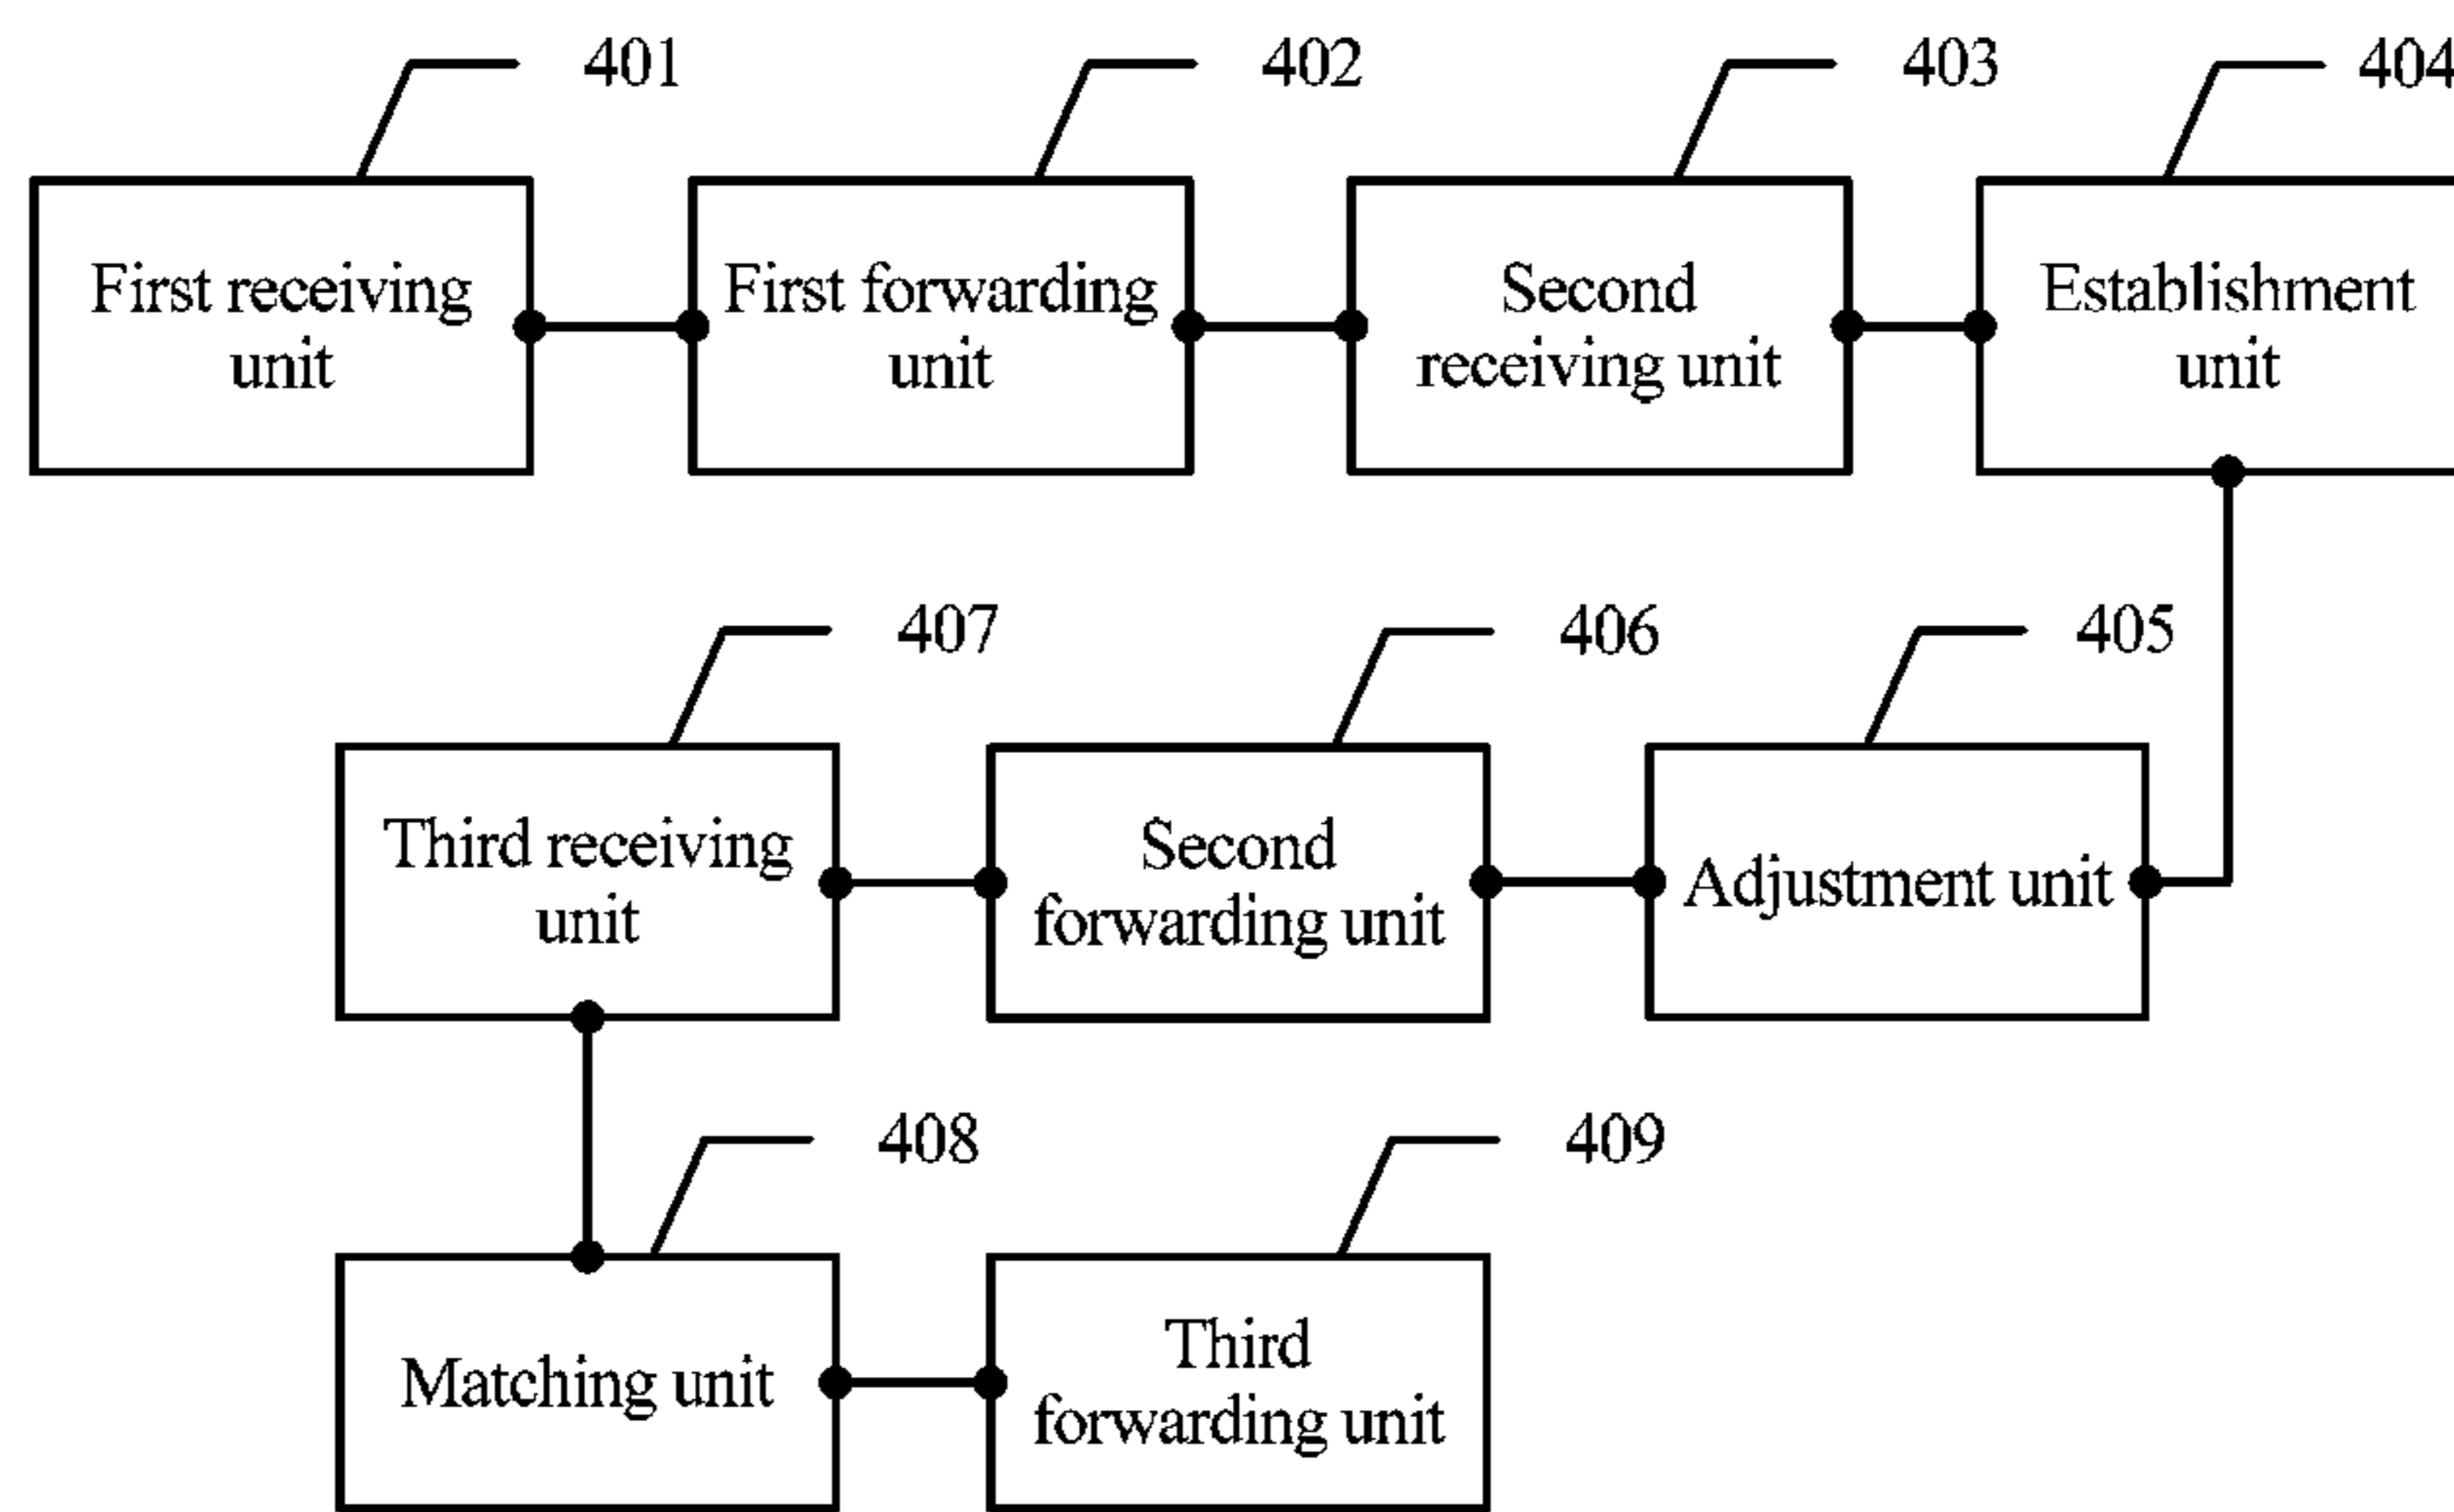 401
402
403
404
First receiving
unit
First forwarding
unit
Second
receiving unit
Establishment
unit
407
406
405
Third receiving
unit
Second
forwarding unit
Adjustment unit
408
409
Matching unit
Third
forwarding unit